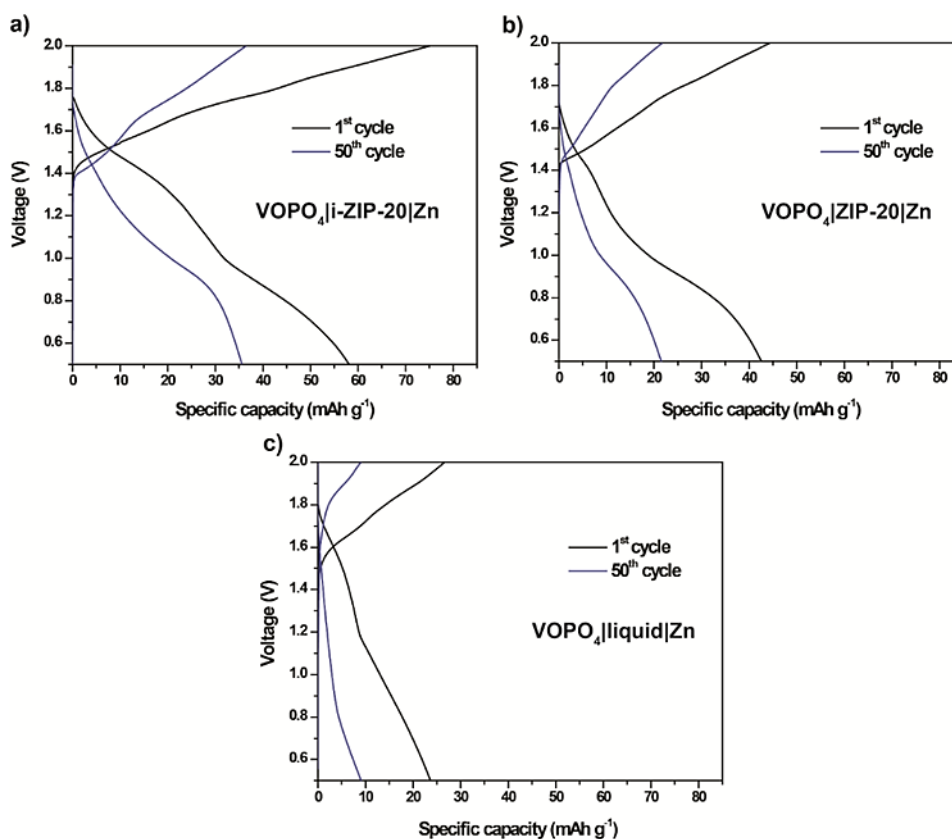 a)
2.0
1.8
1.6
1.4
1.2
1.0
0.8
0.6
Voltage (V)
1st cycle
50th cycle
VOPO4|i-ZIP-20|Zn
0 10 20 30 40 50 60 70 80
Specific capacity (mAh g-1)
b)
2.0
1.8
1.6
1.4
1.2
1.0
0.8
0.6
Voltage (V)
1st cycle
50th cycle
VOPO4|ZIP-20|Zn
0 10 20 30 40 50 60 70 80
Specific capacity (mAh g-1)
c)
2.0
1.8
1.6
1.4
1.2
1.0
0.8
0.6
Voltage (V)
1st cycle
50th cycle
VOPO4|liquid|Zn
0 10 20 30 40 50 60 70 80
Specific capacity (mAh g-1)